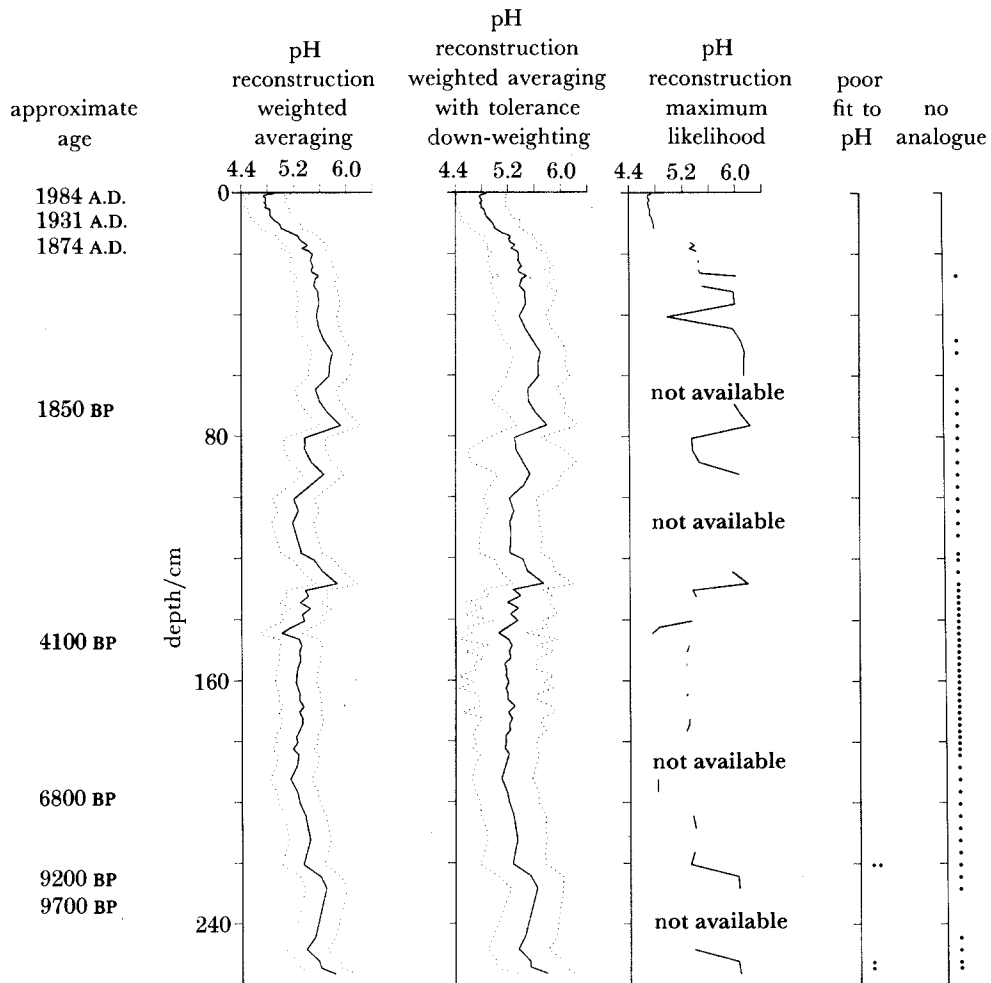 approximate
age
pH
reconstruction
weighted
averaging
pH
reconstruction
weighted averaging
with tolerance
down-weighting
pH
reconstruction
maximum
likelihood
poor
fit to
pH
no
analogue
4.4 5.2 6.0
4.4 5.2 6.0
4.4 5.2 6.0
1984 A.D.
1931 A.D.
1874 A.D.
1850 BP
4100 BP
6800 BP
9200 BP
9700 BP
depth/cm
0
80
160
240
not available
not available
not available
not available